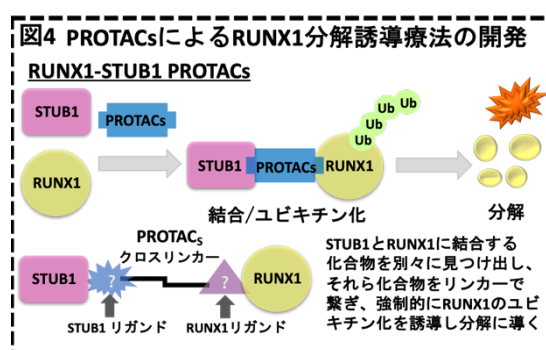 図4 PROTACsによるRUNX1分解誘導療法の開発
RUNX1-STUB1 PROTACs
STUB1
PROTACs
RUNX1
STUB1
PROTACs
RUNX1
Ub
Ub
Ub
Ub
結合/ユビキチン化
分解
PROTACs
クロスリンカー
STUB1
?
?
RUNX1
STUB1 リガンド
RUNX1リガンド
STUB1とRUNX1に結合する
化合物を別々に見つけ出し、
それら化合物をリンカーで
繋ぎ、強制的にRUNX1のユビ
キチン化を誘導し分解に導く